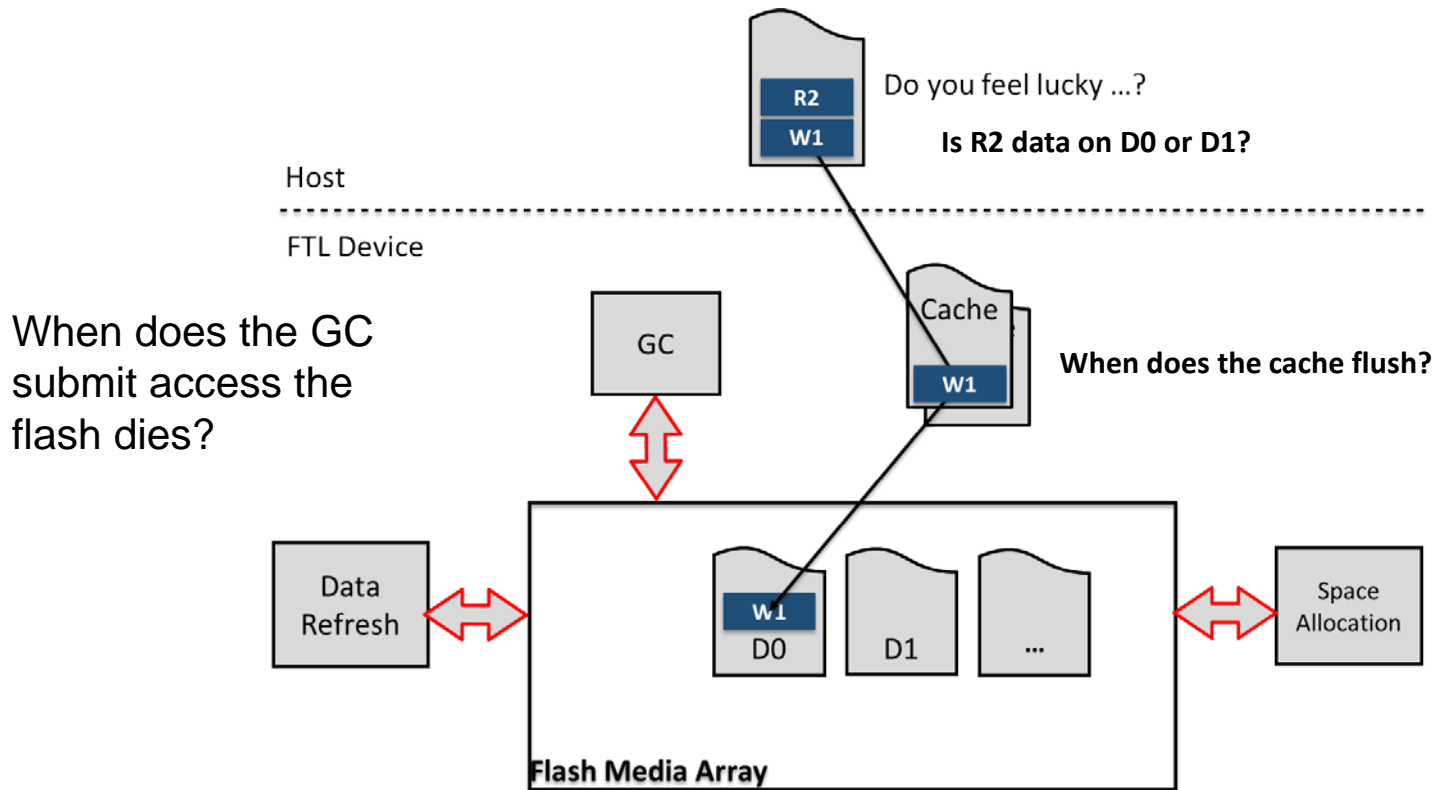 R2
W1
Do you feel lucky ...?
Is R2 data on D0 or D1?
Host
FTL Device
When does the GC
submit access the
flash dies?
GC
Cache
W1
When does the cache flush?
Data
Refresh
W1
D0
D1
...
Space
Allocation
Flash Media Array